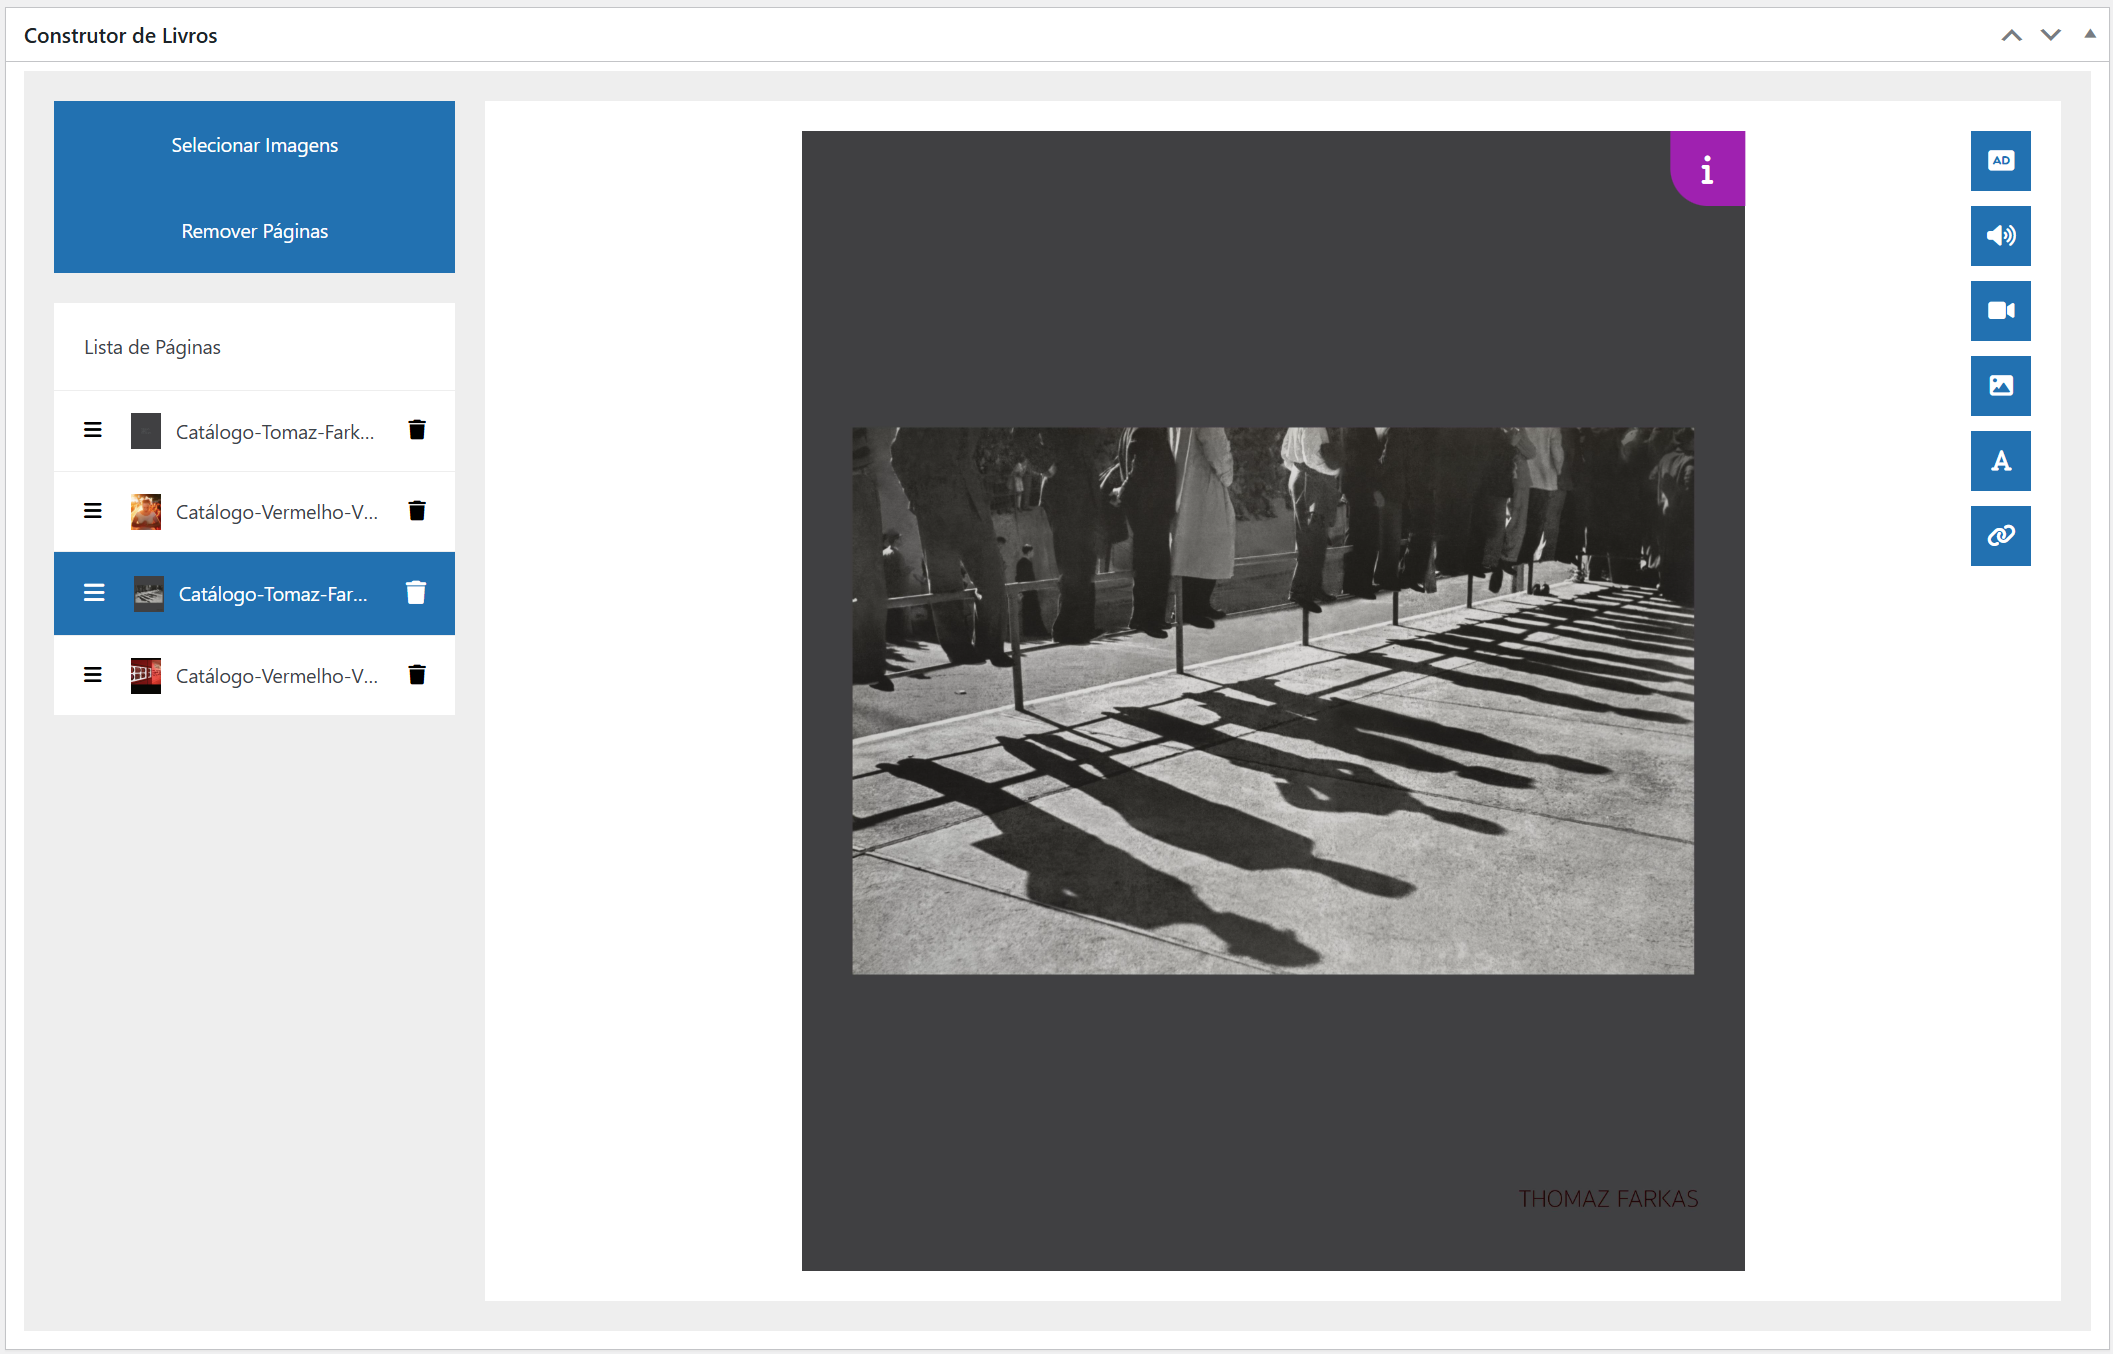 Construtor de Livros
Selecionar Imagens
Remover Páginas
Lista de Páginas
Catálogo-Tomaz-Fark...
Catálogo-Vermelho-V...
Catálogo-Tomaz-Far...
Catálogo-Vermelho-V...
i
AD
A
THOMAZ FARKAS